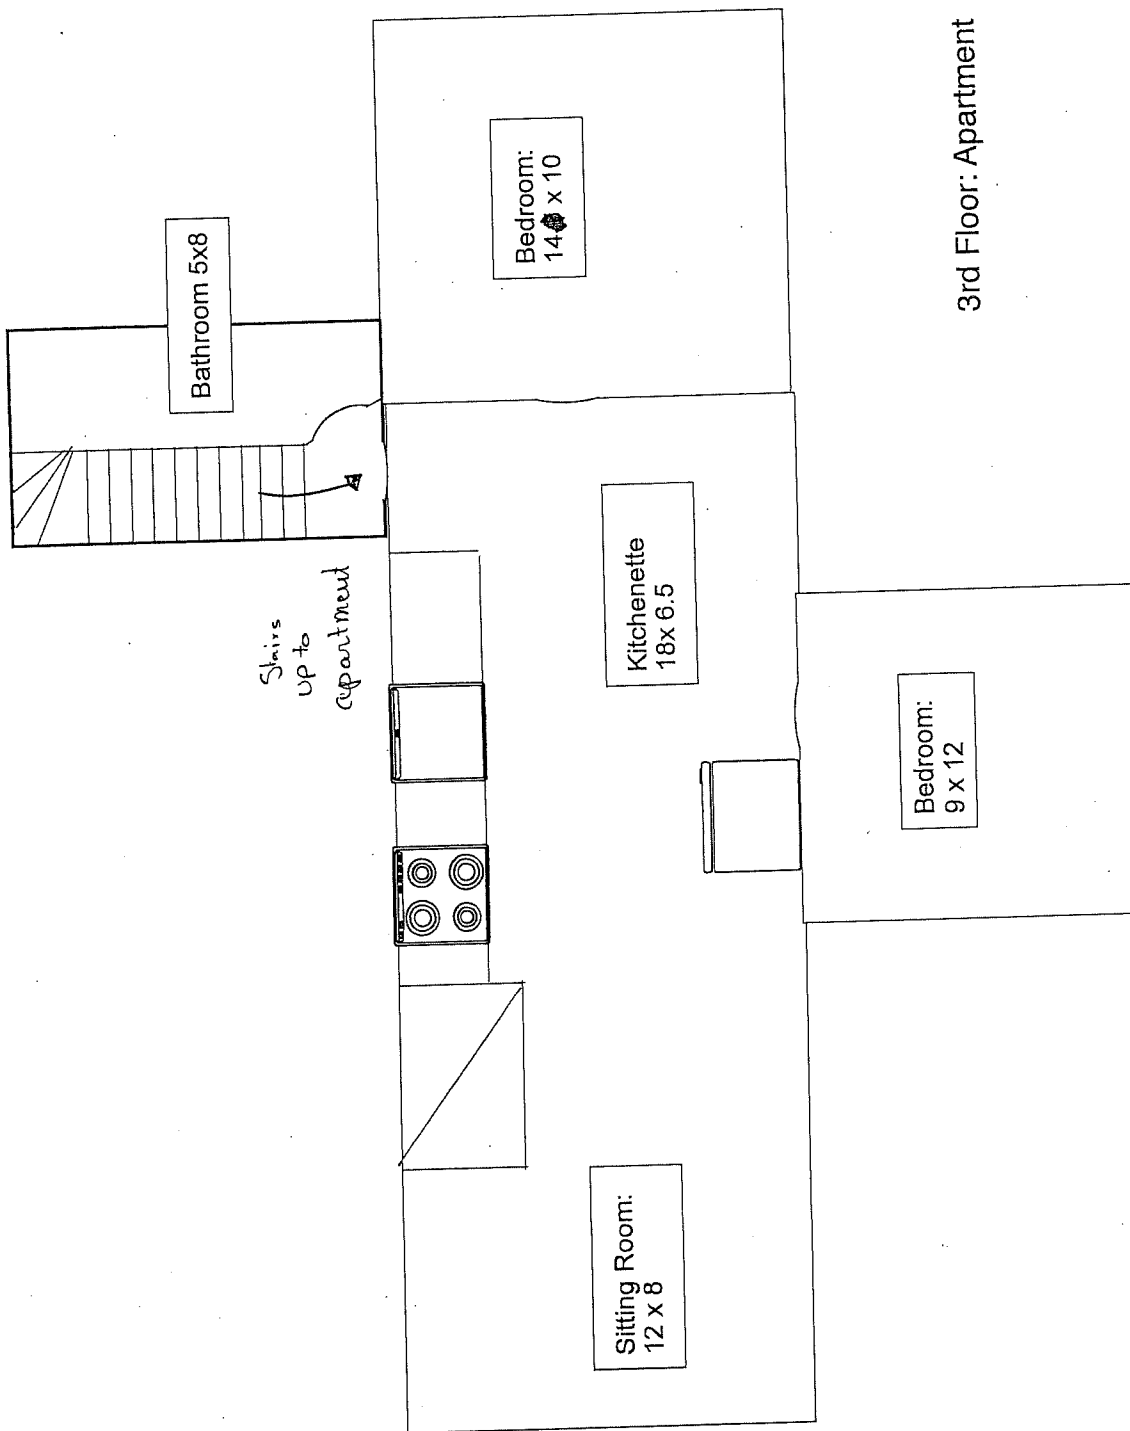 3rd Floor: Apartment
Bathroom 5x8
Bedroom:
14 x 10
Stairs
up to
apartment
Kitchenette
18x 6.5
Bedroom:
9 x 12
Sitting Room:
12 x 8